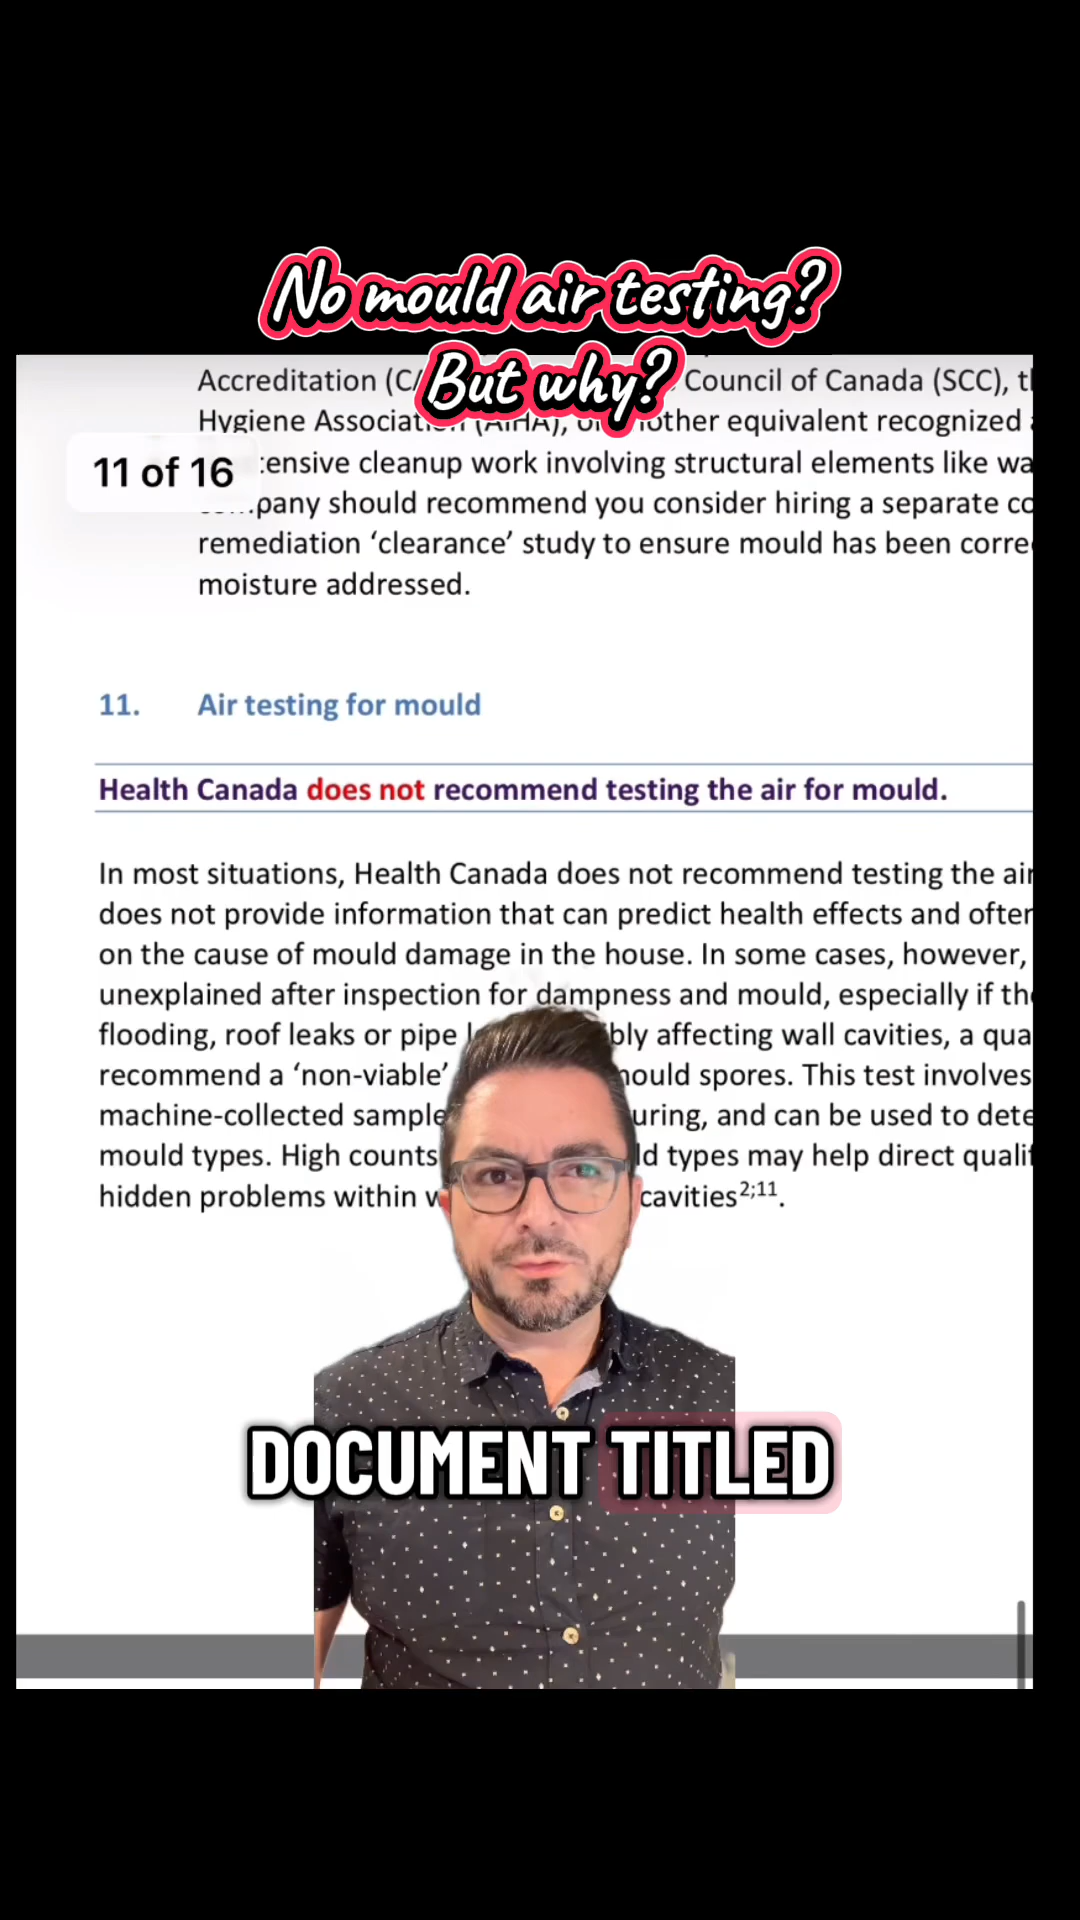 No mould air testing?
But why?
Accreditation (C Council of Canada (SCC), t
Hygiene Associat (AIHA), or other equivalent recognized
11 of 16
tensive cleanup work involving structural elements like wa
pany should recommend you consider hiring a separate co
remediation ‘clearance’ study to ensure mould has been corre
moisture addressed.
11. Air testing for mould
Health Canada does not recommend testing the air for mould.
In most situations, Health Canada does not recommend testing the air
does not provide information that can predict health effects and often
on the cause of mould damage in the house. In some cases, however,
unexplained after inspection for dampness and mould, especially if th
flooding, roof leaks or pipe bly affecting wall cavities, a qua
recommend a ‘non-viable’ mould spores. This test involves
machine-collected sample uring, and can be used to dete
mould types. High counts d types may help direct quali
hidden problems within w cavities2;11.
DOCUMENT TITLED